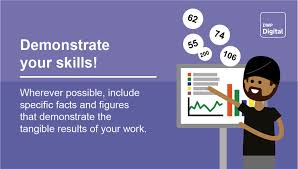 Demonstrate
your skills!
Wherever possible, include
specific facts and figures
that demonstrate the
tangible results of your work.
62
74
55
200
106
DWP
Digital